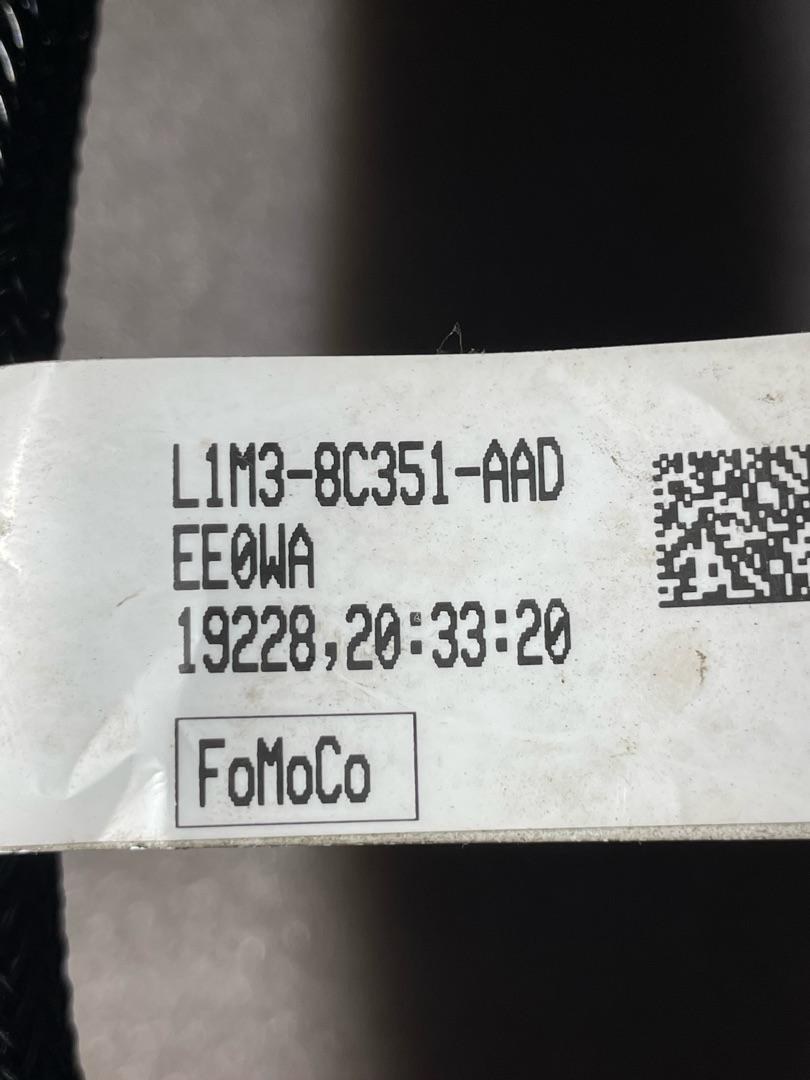 L1M3-8C351-AAD
EE0WA
19228,20:33:20
FoMoCo